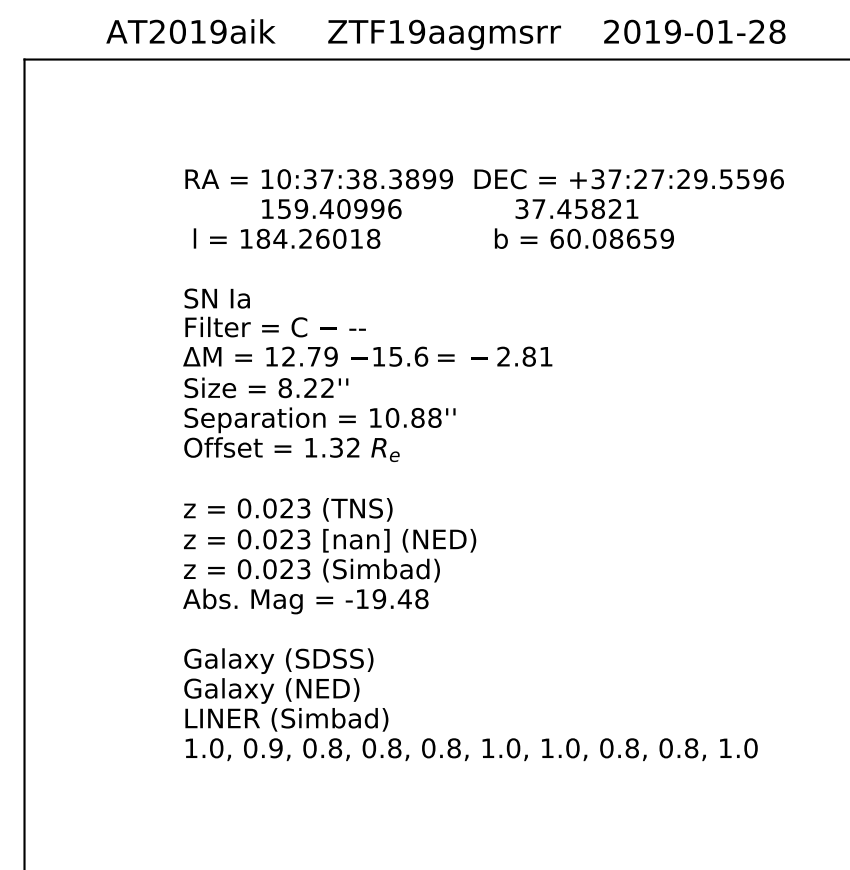 AT2019aik ZTF19aagmsrr 2019-01-28
RA = 10:37:38.3899 DEC = +37:27:29.5596
159.40996 37.45821
l = 184.26018 b = 60.08659
SN Ia
Filter = C − --
ΔM = 12.79 −15.6 = −2.81
Size = 8.22''
Separation = 10.88''
Offset = 1.32 Rₑ
z = 0.023 (TNS)
z = 0.023 [nan] (NED)
z = 0.023 (Simbad)
Abs. Mag = -19.48
Galaxy (SDSS)
Galaxy (NED)
LINER (Simbad)
1.0, 0.9, 0.8, 0.8, 0.8, 1.0, 1.0, 0.8, 0.8, 1.0